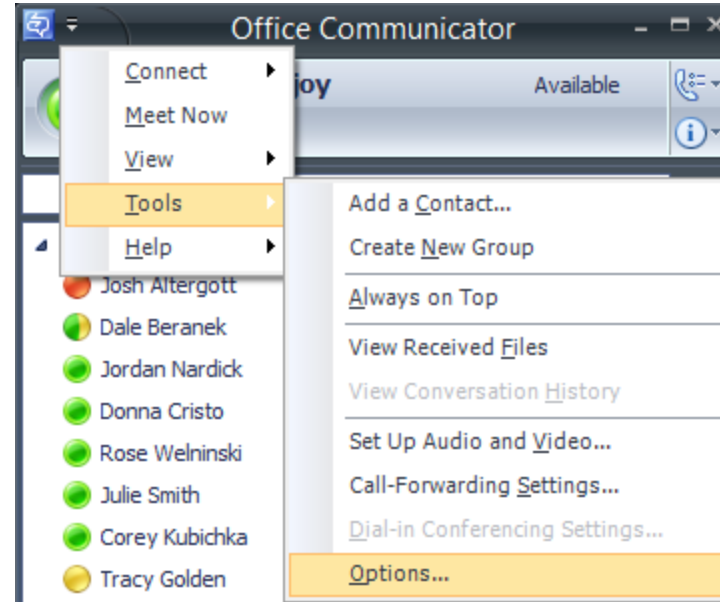 Office Communicator
joy
Available
Connect
Meet Now
View
Tools
Help
Add a Contact...
Create New Group
Always on Top
View Received Files
View Conversation History
Set Up Audio and Video...
Call-Forwarding Settings...
Dial-in Conferencing Settings...
Options...
Josh Altergott
Dale Beranek
Jordan Nardick
Donna Cristo
Rose Welninski
Julie Smith
Corey Kubichka
Tracy Golden